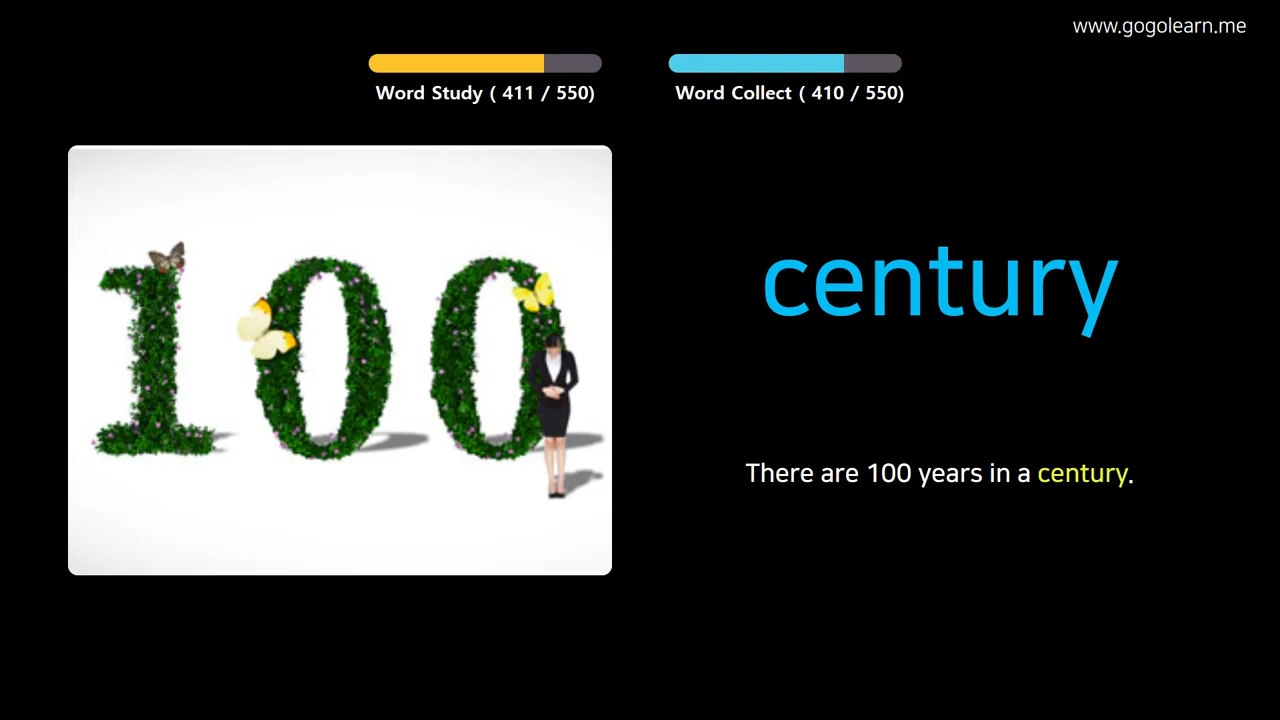 www.gogolearn.me
Word Study ( 411 / 550)
Word Collect ( 410 / 550)
100
century
There are 100 years in a century.